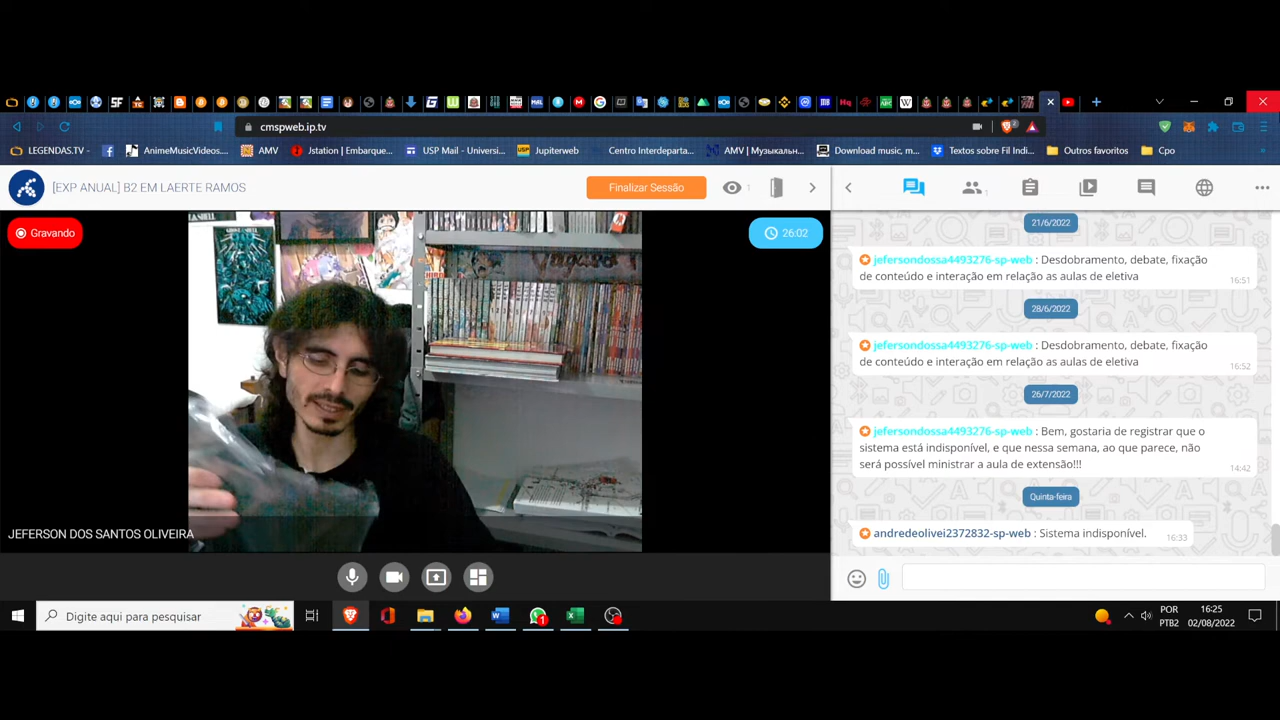 cmspweb.ip.tv
LEGENDAS.TV -
AnimeMusicVideos...
AMV
Jstation | Embarque...
USP Mail - Universi...
Jupiterweb
Centro Interdeparta...
AMV | Музыкальн...
Download music, m...
Textos sobre Fil Indi...
Outros favoritos
Cpo
[EXP ANUAL] B2 EM LAERTE RAMOS
Finalizar Sessão
1
1
Gravando
26:02
JEFERSON DOS SANTOS OLIVEIRA
21/6/2022
jefersondossa4493276-sp-web : Desdobramento, debate, fixação
de conteúdo e interação em relação as aulas de eletiva
16:51
28/6/2022
jefersondossa4493276-sp-web : Desdobramento, debate, fixação
de conteúdo e interação em relação as aulas de eletiva
16:52
26/7/2022
jefersondossa4493276-sp-web : Bem, gostaria de registrar que o
sistema está indisponível, e que nessa semana, ao que parece, não
será possível ministrar a aula de extensão!!!
14:42
Quinta-feira
andredeolivei2372832-sp-web : Sistema indisponível.
16:33
Digite aqui para pesquisar
1
POR
PTB2
16:25
02/08/2022